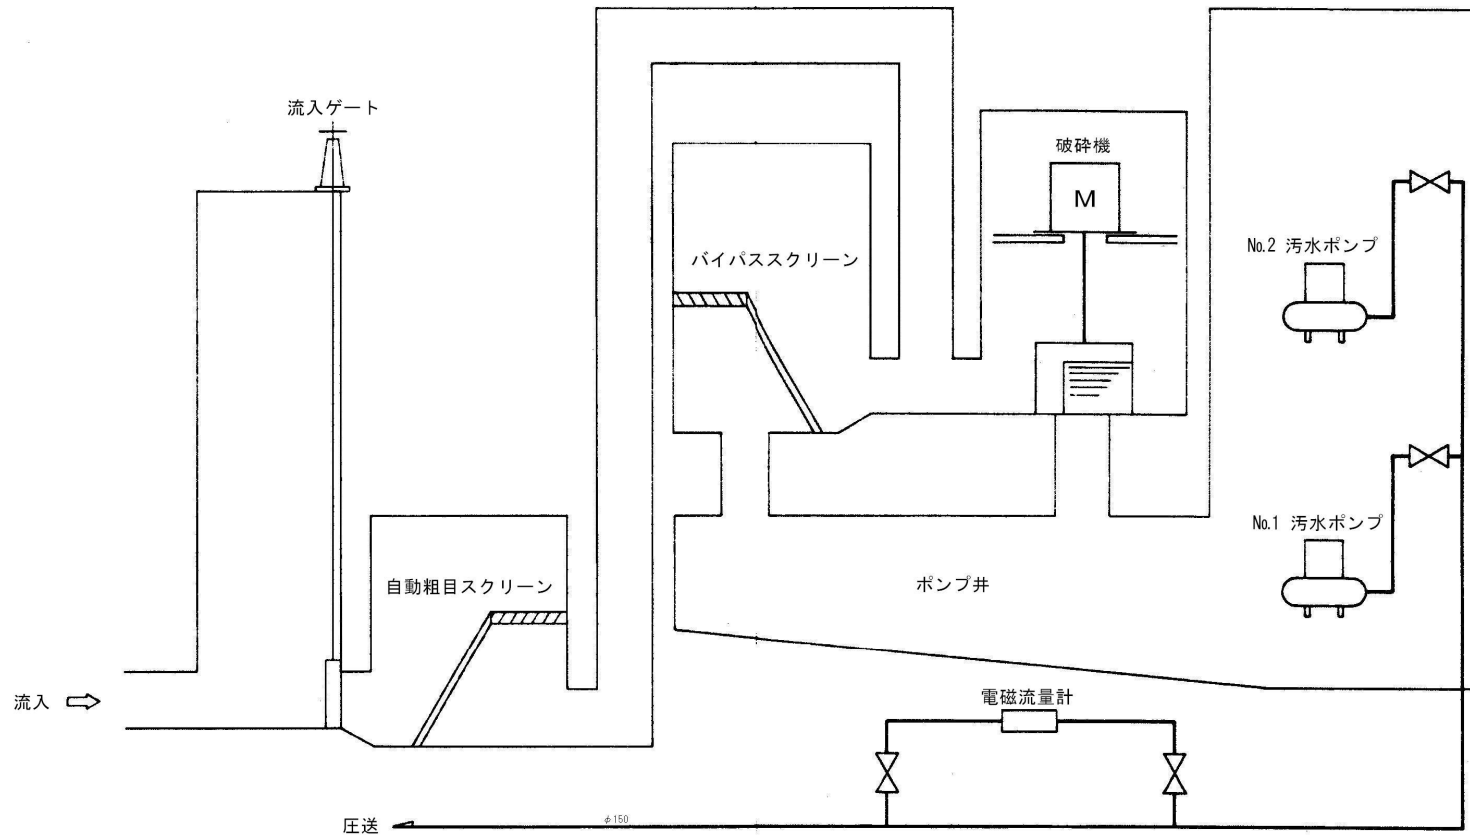 流入ゲート
破砕機
M
No.2 汚水ポンプ
バイパススクリーン
No.1 汚水ポンプ
自動粗目スクリーン
ポンプ井
流入
電磁流量計
圧送
φ150